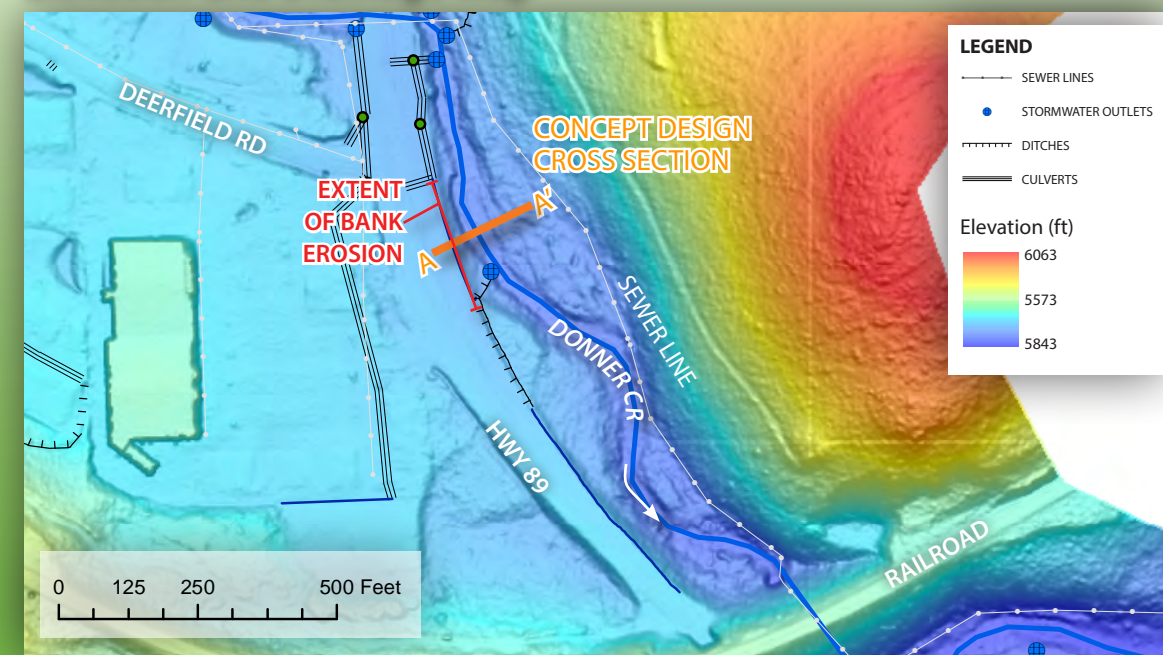 DEERFIELD RD
CONCEPT DESIGN
CROSS SECTION
EXTENT
OF BANK
EROSION
A
A'
SEWER LINE
DONNER CR
HWY 89
RAILROAD
0 125 250 500 Feet
LEGEND
SEWER LINES
STORMWATER OUTLETS
DITCHES
CULVERTS
Elevation (ft)
6063
5573
5843